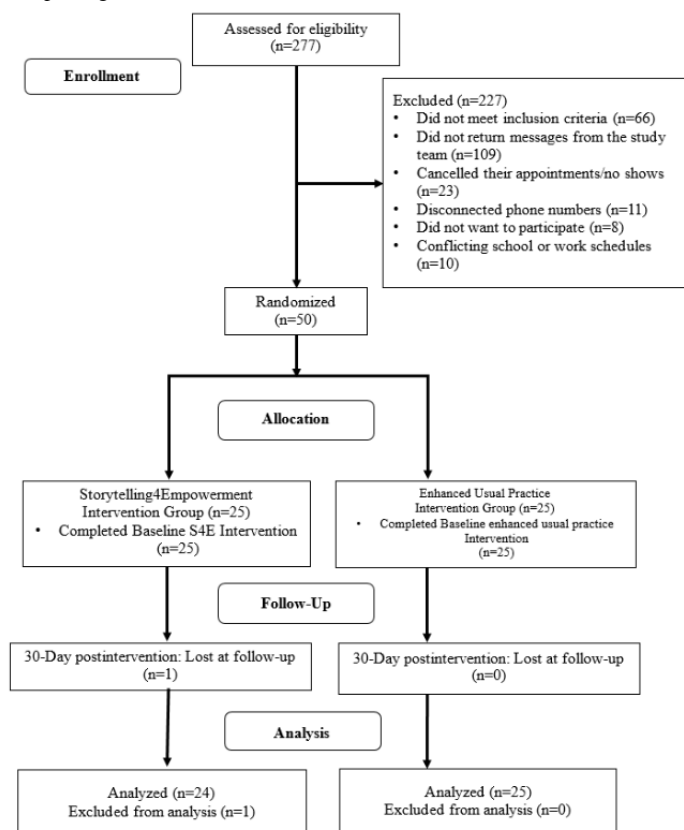 Assessed for eligibility
(n=277)
Enrollment
Excluded (n=227)
• Did not meet inclusion criteria (n=66)
• Did not return messages from the study
team (n=109)
• Cancelled their appointments/no shows
(n=23)
• Disconnected phone numbers (n=11)
• Did not want to participate (n=8)
• Conflicting school or work schedules
(n=10)
Randomized
(n=50)
Allocation
Storytelling4Empowerment
Intervention Group (n=25)
• Completed Baseline S4E Intervention
(n=25)
Enhanced Usual Practice
Intervention Group (n=25)
• Completed Baseline enhanced usual practice
Intervention
(n=25)
Follow-Up
30-Day postintervention: Lost at follow-up
(n=1)
30-Day postintervention: Lost at follow-up
(n=0)
Analysis
Analyzed (n=24)
Excluded from analysis (n=1)
Analyzed (n=25)
Excluded from analysis (n=0)